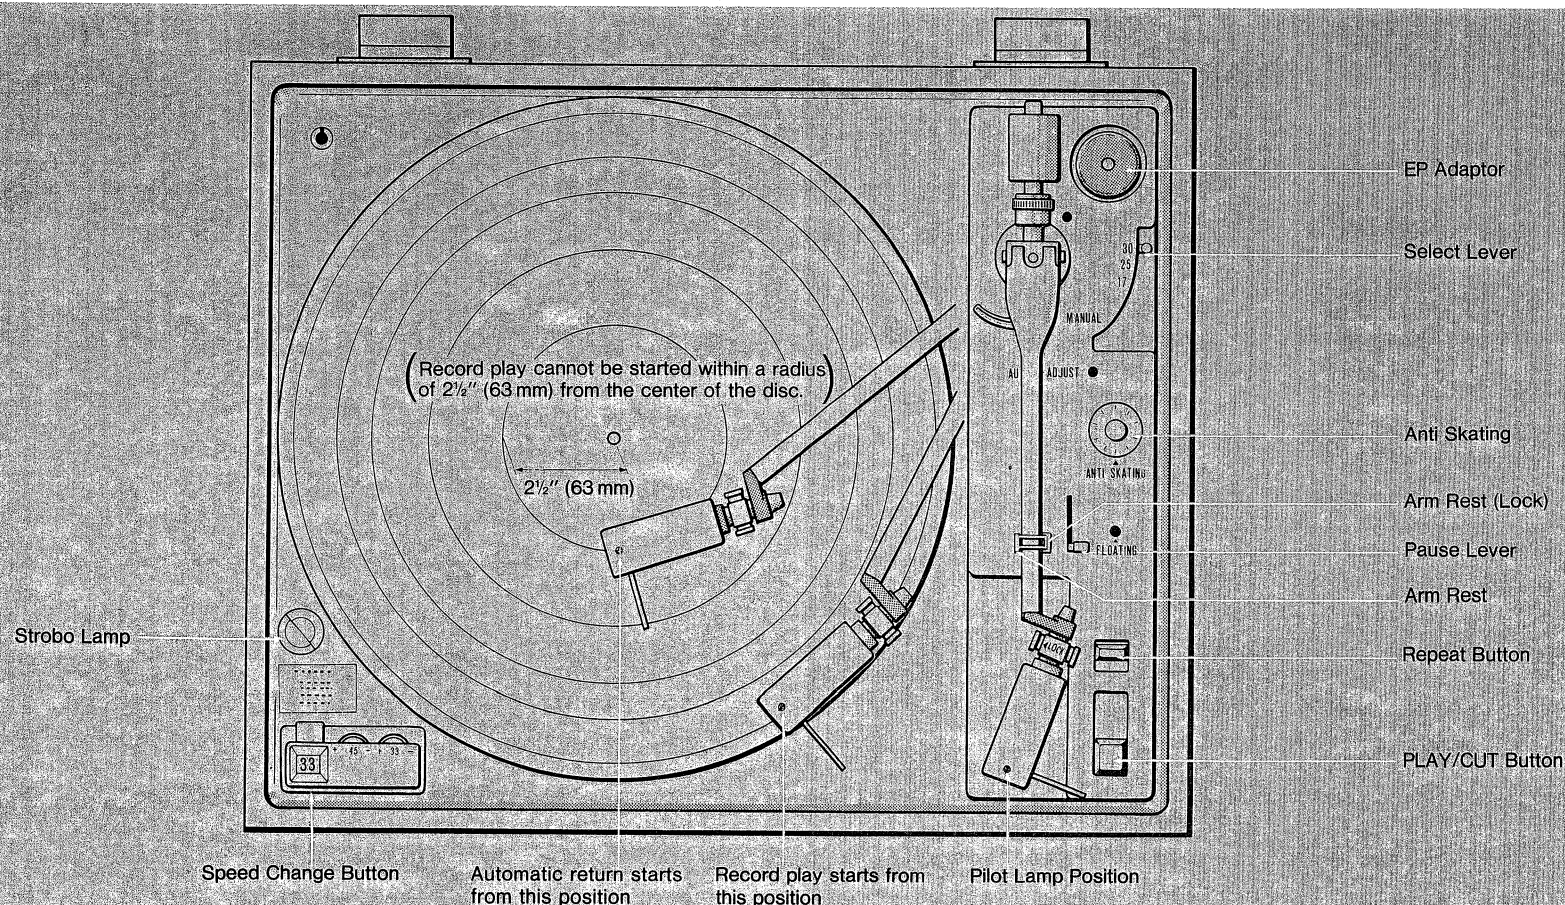 EP Adaptor
30
Select Lever
25
17
MANUAL
(Record play cannot be started within a radius
of 2½″ (63 mm) from the center of the disc.)
AU ADJUST
Anti Skating
ANTI SKATING
2½″ (63 mm)
Arm Rest (Lock)
FLOATING
Pause Lever
Arm Rest
Strobo Lamp
LOCK
Repeat Button
+ 45 − + 33 −
33
PLAY/CUT Button
Speed Change Button
Automatic return starts
from this position
Record play starts from
this position
Pilot Lamp Position